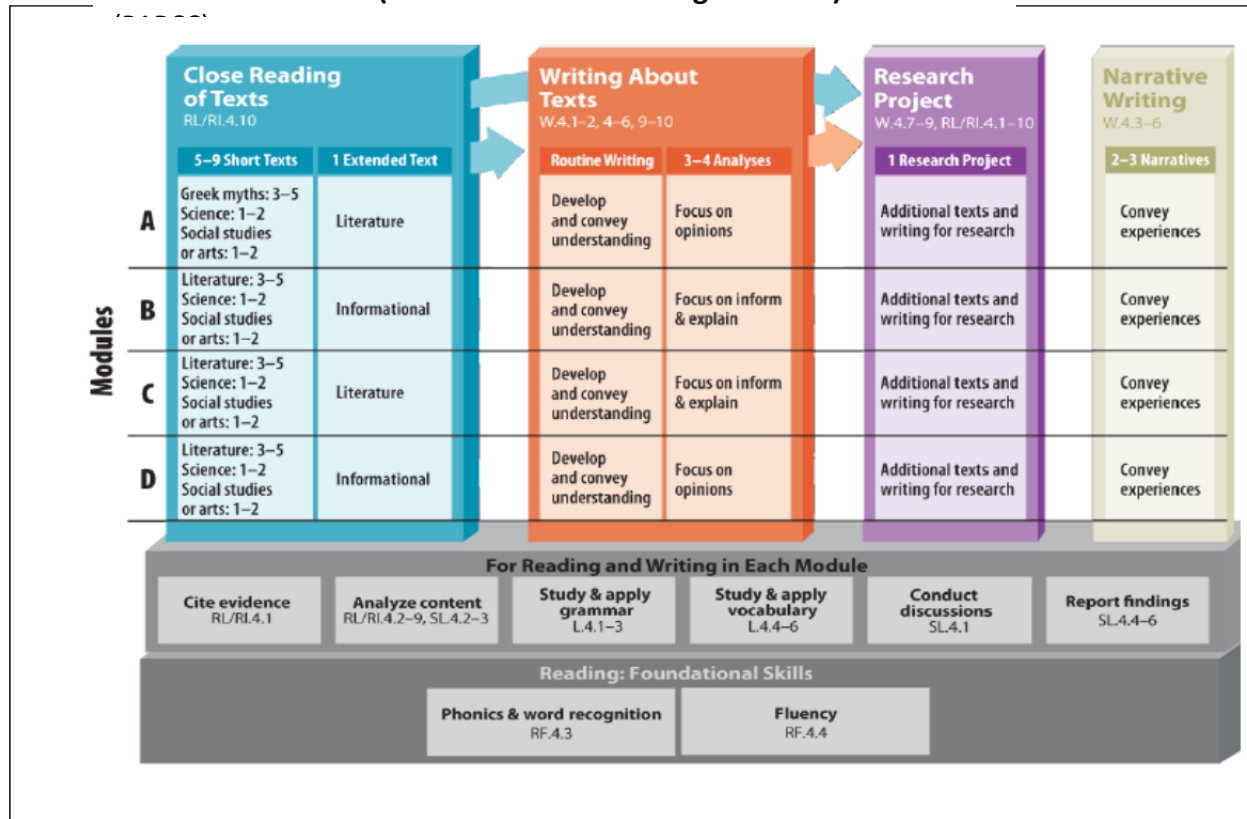 Close Reading
of Texts
RL/RI.4.10
5–9 Short Texts
1 Extended Text
Writing About
Texts
W.4.1–2, 4–6, 9–10
Routine Writing
3–4 Analyses
Research
Project
W.4.7–9, RL/RI.4.1–10
1 Research Project
Narrative
Writing
W.4.3–6
2–3 Narratives
Modules
A
Greek myths: 3–5
Science: 1–2
Social studies
or arts: 1–2
Literature
Develop
and convey
understanding
Focus on
opinions
Additional texts and
writing for research
Convey
experiences
B
Literature: 3–5
Science: 1–2
Social studies
or arts: 1–2
Informational
Develop
and convey
understanding
Focus on inform
& explain
Additional texts and
writing for research
Convey
experiences
C
Literature: 3–5
Science: 1–2
Social studies
or arts: 1–2
Literature
Develop
and convey
understanding
Focus on inform
& explain
Additional texts and
writing for research
Convey
experiences
D
Literature: 3–5
Science: 1–2
Social studies
or arts: 1–2
Informational
Develop
and convey
understanding
Focus on
opinions
Additional texts and
writing for research
Convey
experiences
For Reading and Writing in Each Module
Cite evidence
RL/RI.4.1
Analyze content
RL/RI.4.2–9, SL.4.2–3
Study & apply
grammar
L.4.1–3
Study & apply
vocabulary
L.4.4–6
Conduct
discussions
SL.4.1
Report findings
SL.4.4–6
Reading: Foundational Skills
Phonics & word recognition
RF.4.3
Fluency
RF.4.4